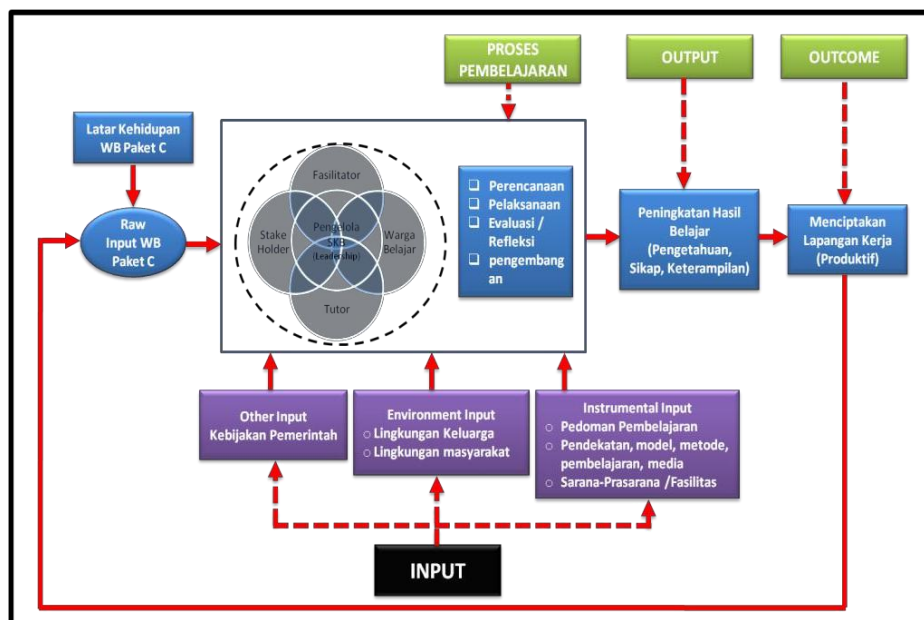 PROSES
PEMBELAJARAN
OUTPUT
OUTCOME
Latar Kehidupan
WB Paket C
Raw
Input WB
Paket C
Fasilitator
Stake
Holder
Pengelola
SKB
(Leadership)
Warga
Belajar
Tutor
❑ Perencanaan
❑ Pelaksanaan
❑ Evaluasi /
Refleksi
❑ pengembang
an
Peningkatan Hasil
Belajar
(Pengetahuan,
Sikap, Keterampilan)
Menciptakan
Lapangan Kerja
(Produktif)
Other Input
Kebijakan Pemerintah
Environment Input
○ Lingkungan Keluarga
○ Lingkungan masyarakat
Instrumental Input
○ Pedoman Pembelajaran
○ Pendekatan, model, metode,
pembelajaran, media
○ Sarana-Prasarana /Fasilitas
INPUT